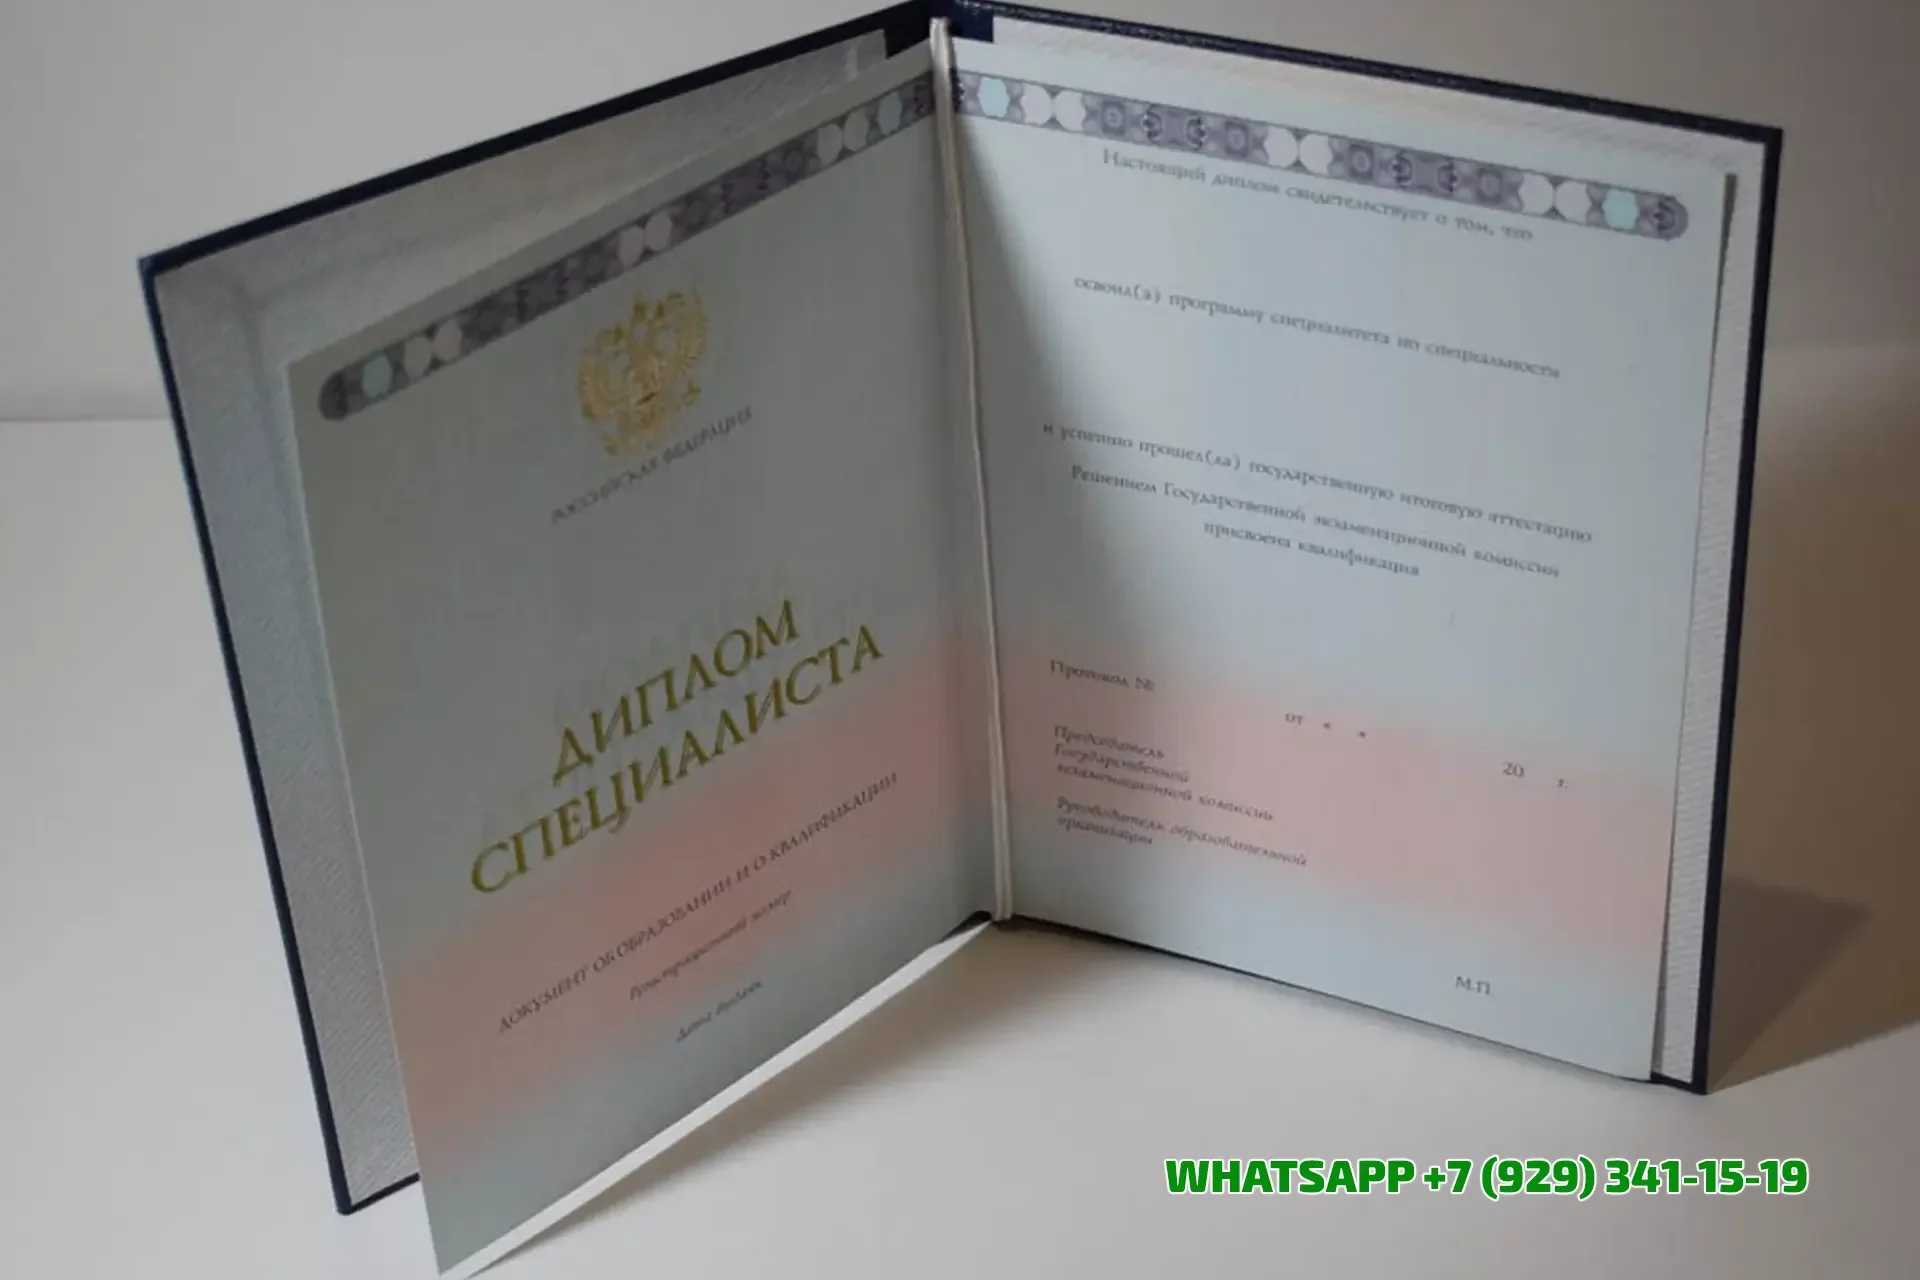 РОССИЙСКАЯ ФЕДЕРАЦИЯ
ДИПЛОМ
СПЕЦИАЛИСТА
ДОКУМЕНТ ОБ ОБРАЗОВАНИИ И О КВАЛИФИКАЦИИ
Регистрационный номер
Дата выдачи
Настоящий диплом свидетельствует о том, что
освоил(а) программу специалитета по специальности
и успешно прошел(ла) государственную итоговую аттестацию
Решением Государственной экзаменационной комиссии
присвоена квалификация
Протокол №
от « »
20 г.
Председатель
Государственной
экзаменационной комиссии
Руководитель образовательной
организации
М.П.
WHATSAPP +7 (929) 341-15-19